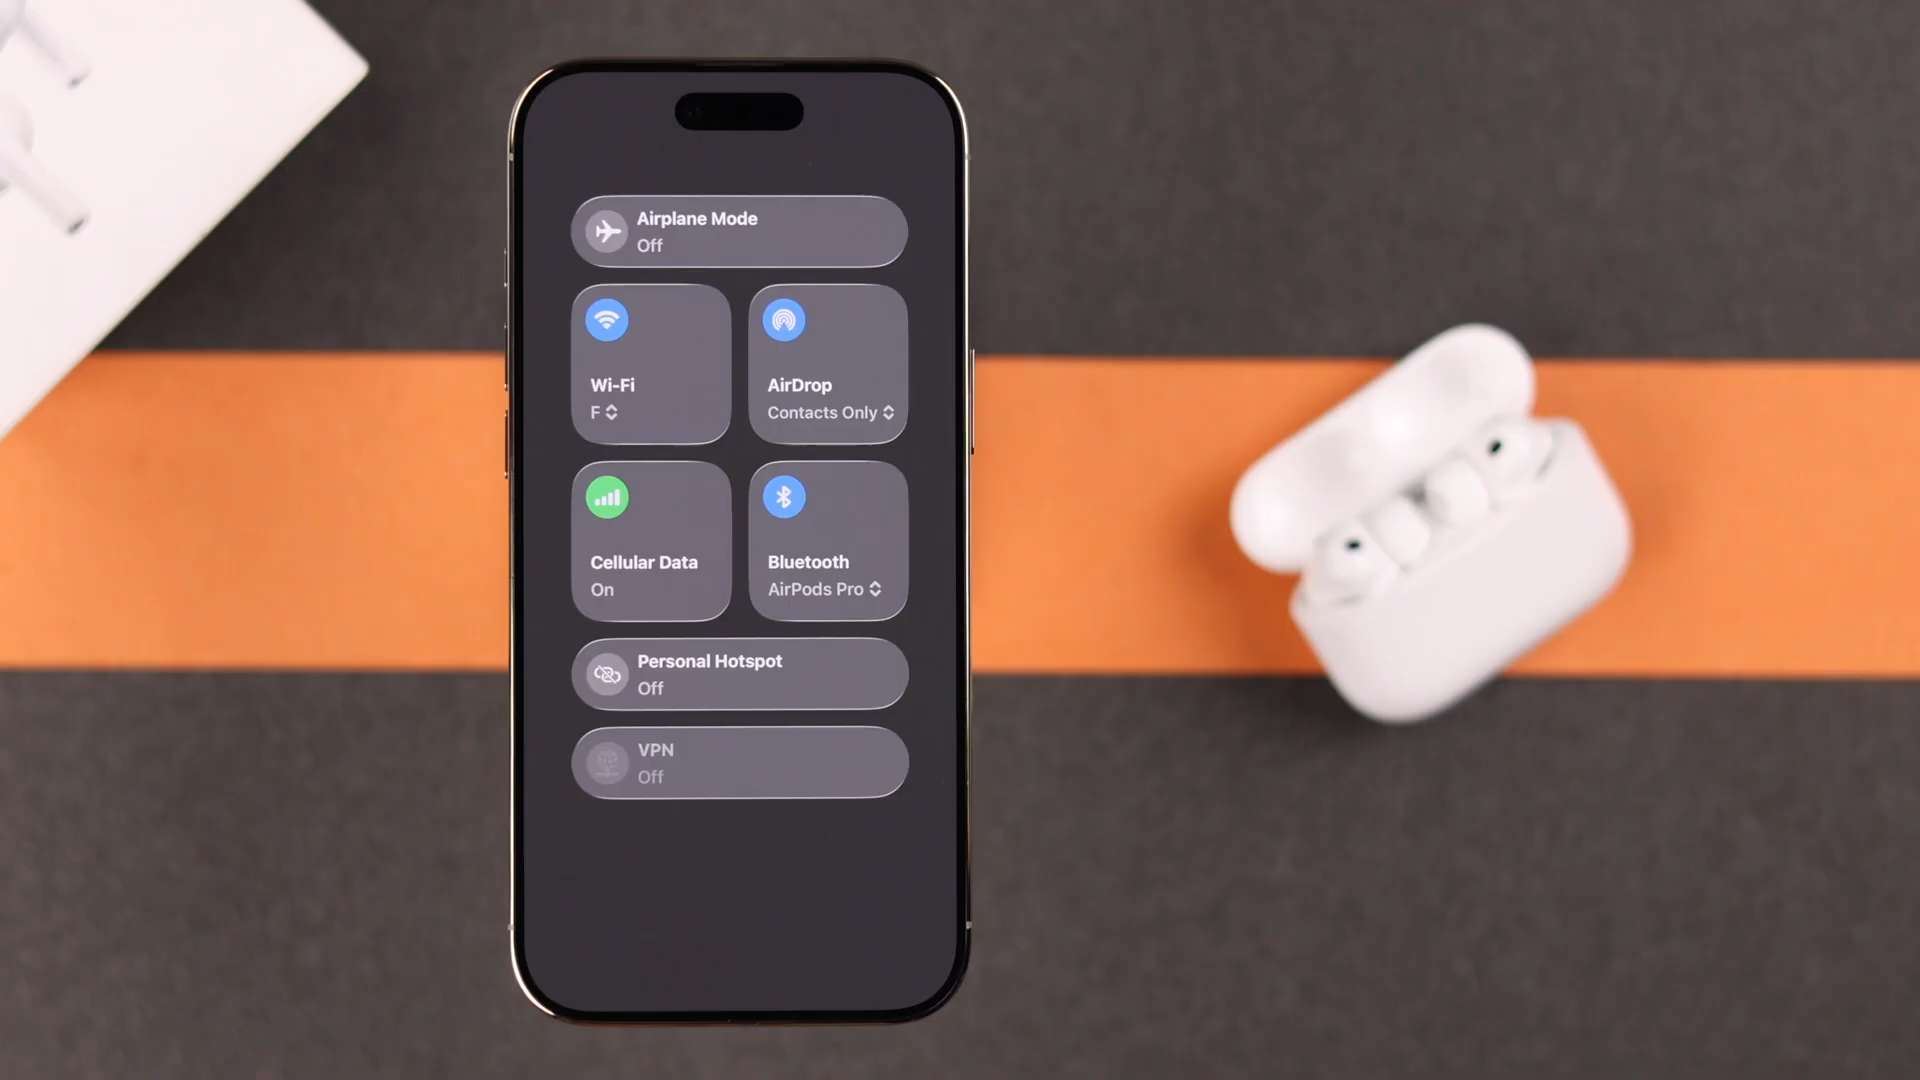 Airplane Mode
Off
Wi-Fi
F
AirDrop
Contacts Only
Cellular Data
On
Bluetooth
AirPods Pro
Personal Hotspot
Off
VPN
Off